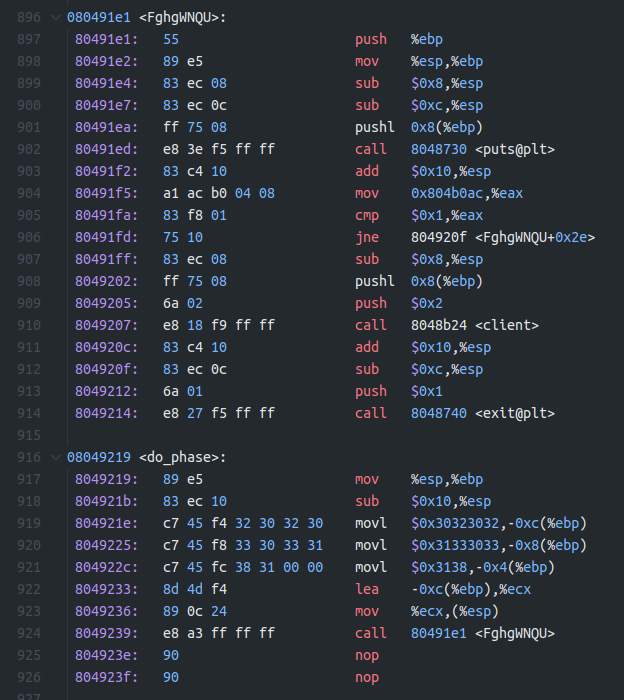 896 080491e1 <FghgWNQU>:
897 80491e1: 55 push %ebp
898 80491e2: 89 e5 mov %esp,%ebp
899 80491e4: 83 ec 08 sub $0x8,%esp
900 80491e7: 83 ec 0c sub $0xc,%esp
901 80491ea: ff 75 08 pushl 0x8(%ebp)
902 80491ed: e8 3e f5 ff ff call 8048730 <puts@plt>
903 80491f2: 83 c4 10 add $0x10,%esp
904 80491f5: a1 ac b0 04 08 mov 0x804b0ac,%eax
905 80491fa: 83 f8 01 cmp $0x1,%eax
906 80491fd: 75 10 jne 804920f <FghgWNQU+0x2e>
907 80491ff: 83 ec 08 sub $0x8,%esp
908 8049202: ff 75 08 pushl 0x8(%ebp)
909 8049205: 6a 02 push $0x2
910 8049207: e8 18 f9 ff ff call 8048b24 <client>
911 804920c: 83 c4 10 add $0x10,%esp
912 804920f: 83 ec 0c sub $0xc,%esp
913 8049212: 6a 01 push $0x1
914 8049214: e8 27 f5 ff ff call 8048740 <exit@plt>
915
916 08049219 <do_phase>:
917 8049219: 89 e5 mov %esp,%ebp
918 804921b: 83 ec 10 sub $0x10,%esp
919 804921e: c7 45 f4 32 30 32 30 movl $0x30323032,-0xc(%ebp)
920 8049225: c7 45 f8 33 30 33 31 movl $0x31333033,-0x8(%ebp)
921 804922c: c7 45 fc 38 31 00 00 movl $0x3138,-0x4(%ebp)
922 8049233: 8d 4d f4 lea -0xc(%ebp),%ecx
923 8049236: 89 0c 24 mov %ecx,(%esp)
924 8049239: e8 a3 ff ff ff call 80491e1 <FghgWNQU>
925 804923e: 90 nop
926 804923f: 90 nop
927